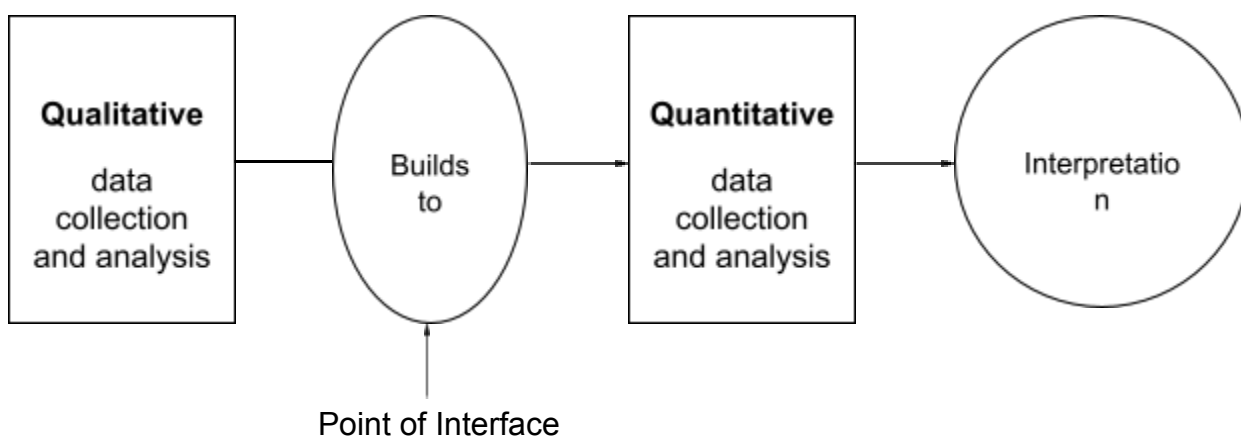 Qualitative
data
collection
and analysis
Builds
to
Quantitative
data
collection
and analysis
Interpretatio
n
Point of Interface